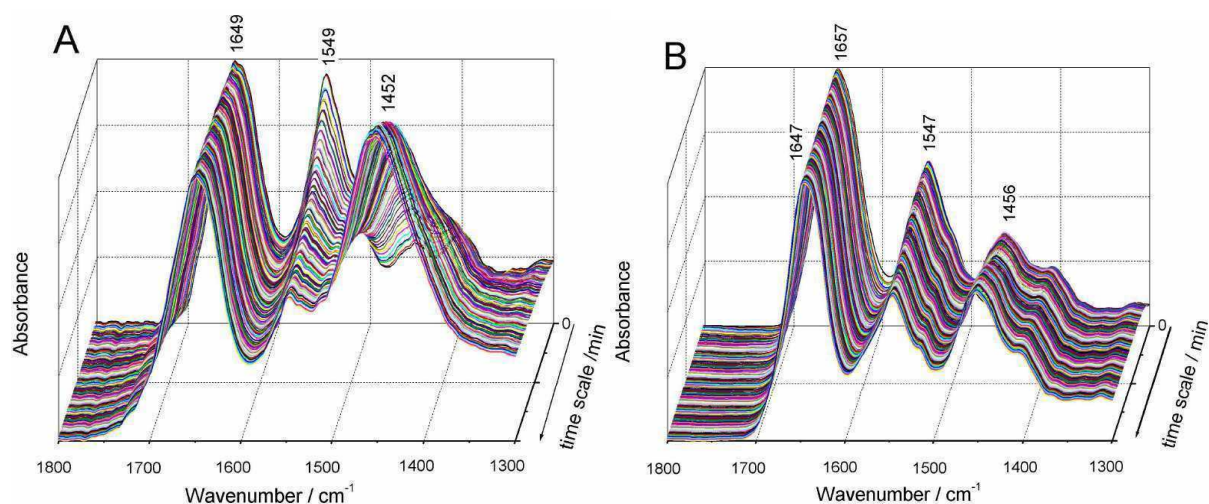 A
1649
1549
1452
Absorbance
0
time scale /min
1800 1700 1600 1500 1400 1300
Wavenumber / cm⁻¹
B
1657
1647
1547
1456
Absorbance
0
time scale / min
1800 1700 1600 1500 1400 1300
Wavenumber / cm⁻¹